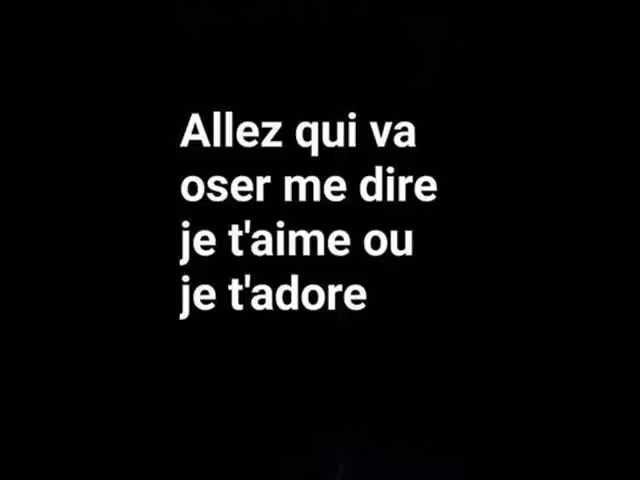 Allez qui va
oser me dire
je t'aime ou
je t'adore